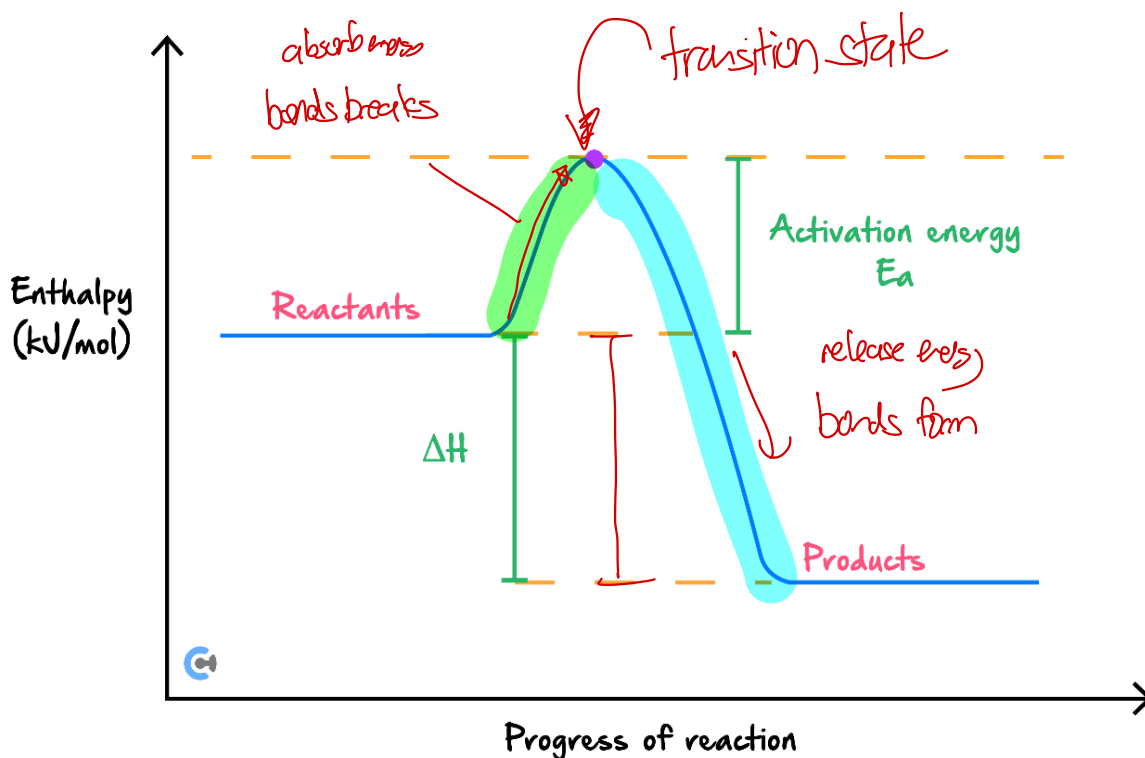 absorb energy
bonds breaks
transition state
Activation energy
Ea
Enthalpy
(kJ/mol)
Reactants
release energy
bonds form
ΔH
Products
Progress of reaction